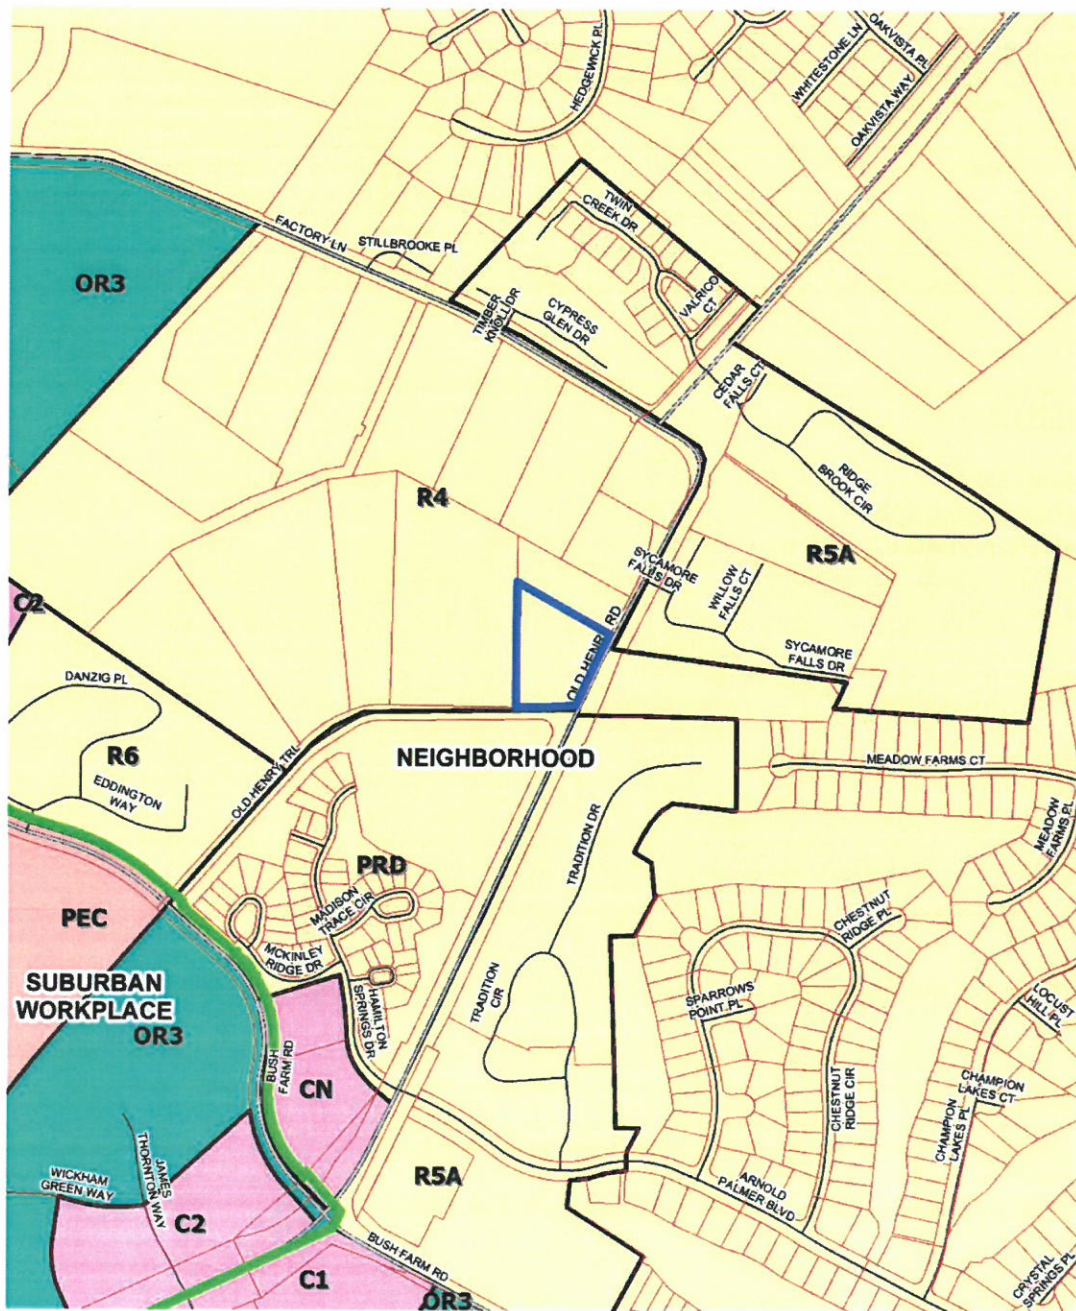 HEDGEWICK PL
WHITESTONE LN
OAKVISTA PL
OAKVISTA WAY
TWIN
CREEK DR
FACTORY LN
STILLBROOKE PL
OR3
TIMBER
KNOLL DR
CYPRESS
GLEN DR
VALRICO
CT
CEDAR
FALLS CT
RIDGE
BROOK CIR
R4
R5A
SYCAMORE
FALLS DR
WILLOW
FALLS CT
C2
OLD HENRY RD
SYCAMORE
FALLS DR
DANZIG PL
R6
EDDINGTON
WAY
OLD HENRY TRL
NEIGHBORHOOD
MEADOW FARMS CT
MEADOW
FARMS PL
TRADITION DR
PRD
MADISON
TRACE CIR
MCKINLEY
RIDGE DR
CHESTNUT
RIDGE PL
PEC
SUBURBAN
WORKPLACE
OR3
HAMILTON
SPRINGS DR
TRADITION
CIR
SPARROWS
POINT PL
LOCUST
HILL PL
BUSH
FARM RD
CN
CHESTNUT
RIDGE CIR
CHAMPION
LAKES CT
CHAMPION
LAKES PL
JAMES
THORNTON WAY
WICKHAM
GREEN WAY
R5A
ARNOLD
PALMER BLVD
C2
BUSH FARM RD
C1
OR3
CRYSTAL
SPRINGS PL